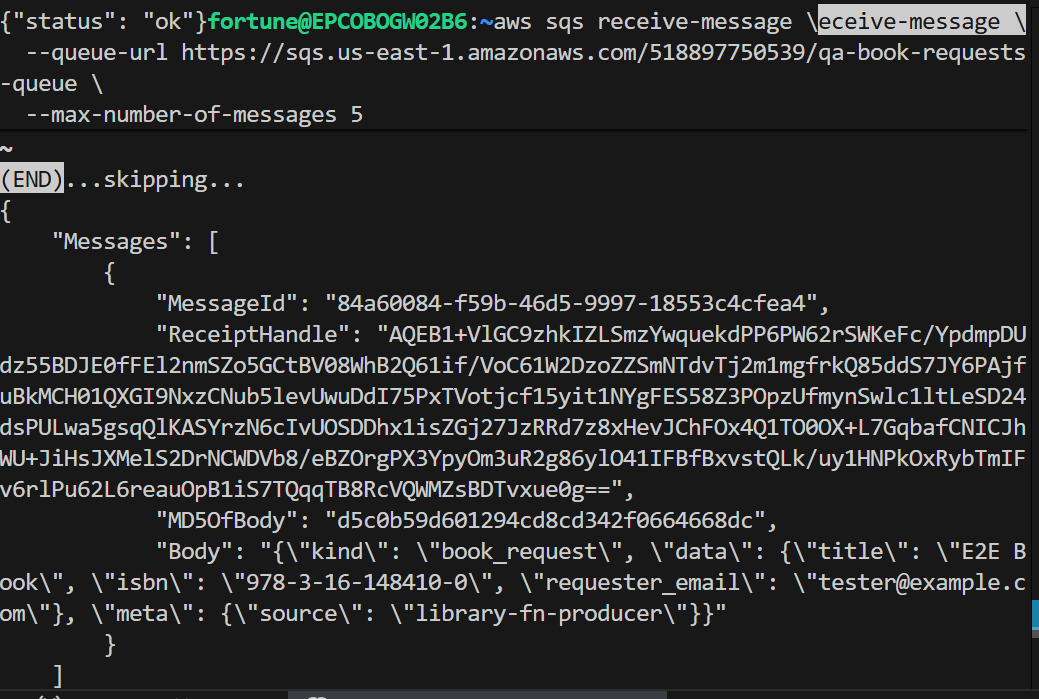 {"status": "ok"}fortune@EPCOBOGW02B6:~aws sqs receive-message \eceive-message \
  --queue-url https://sqs.us-east-1.amazonaws.com/518897750539/qa-book-requests
-queue \
  --max-number-of-messages 5
~
(END)...skipping...
{
    "Messages": [
        {
            "MessageId": "84a60084-f59b-46d5-9997-18553c4cfea4",
            "ReceiptHandle": "AQEB1+VlGC9zhkIZLSmzYwquekdPP6PW62rSWKeFc/YpdmpDU
dz55BDJE0fFEl2nmSZo5GCtBV08WhB2Q61if/VoC61W2DzoZZSmNTdvTj2m1mgfrkQ85ddS7JY6PAjf
uBkMCH01QXGI9NxzCNub5levUwuDdI75PxTVotjcf15yit1NYgFES58Z3POpzUfmynSwlc1ltLeSD24
dsPULwa5gsqQlKASYrzN6cIvUOSDDhx1isZGj27JzRRd7z8xHevJChFOx4Q1TO0OX+L7GqbafCNICJh
WU+JiHsJXMelS2DrNCWDVb8/eBZOrgPX3YpyOm3uR2g86ylO41IFBfBxvstQLk/uy1HNPkOxRybTmIF
v6rlPu62L6reauOpB1iS7TQqqTB8RcVQWMZsBDTvxue0g==",
            "MD5OfBody": "d5c0b59d601294cd8cd342f0664668dc",
            "Body": "{\"kind\": \"book_request\", \"data\": {\"title\": \"E2E B
ook\", \"isbn\": \"978-3-16-148410-0\", \"requester_email\": \"tester@example.c
om\"}, \"meta\": {\"source\": \"library-fn-producer\"}}"
        }
    ]